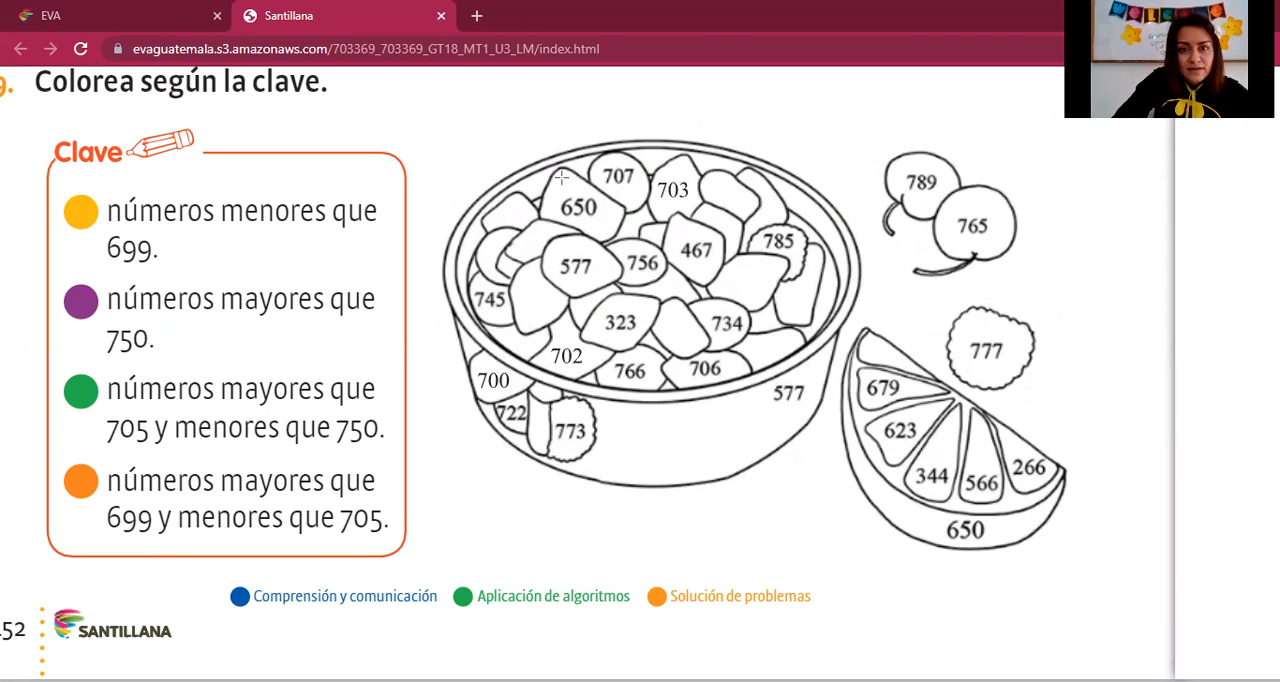 EVA
Santillana
evaguatemala.s3.amazonaws.com/703369_703369_GT18_MT1_U3_LM/index.html
9. Colorea según la clave.
Clave
números menores que
699.
números mayores que
750.
números mayores que
705 y menores que 750.
números mayores que
699 y menores que 705.
707
703
650
467
785
577
756
745
323
734
702
766
706
700
577
722
773
789
765
777
679
623
344
566
266
650
Comprensión y comunicación
Aplicación de algoritmos
Solución de problemas
52
SANTILLANA